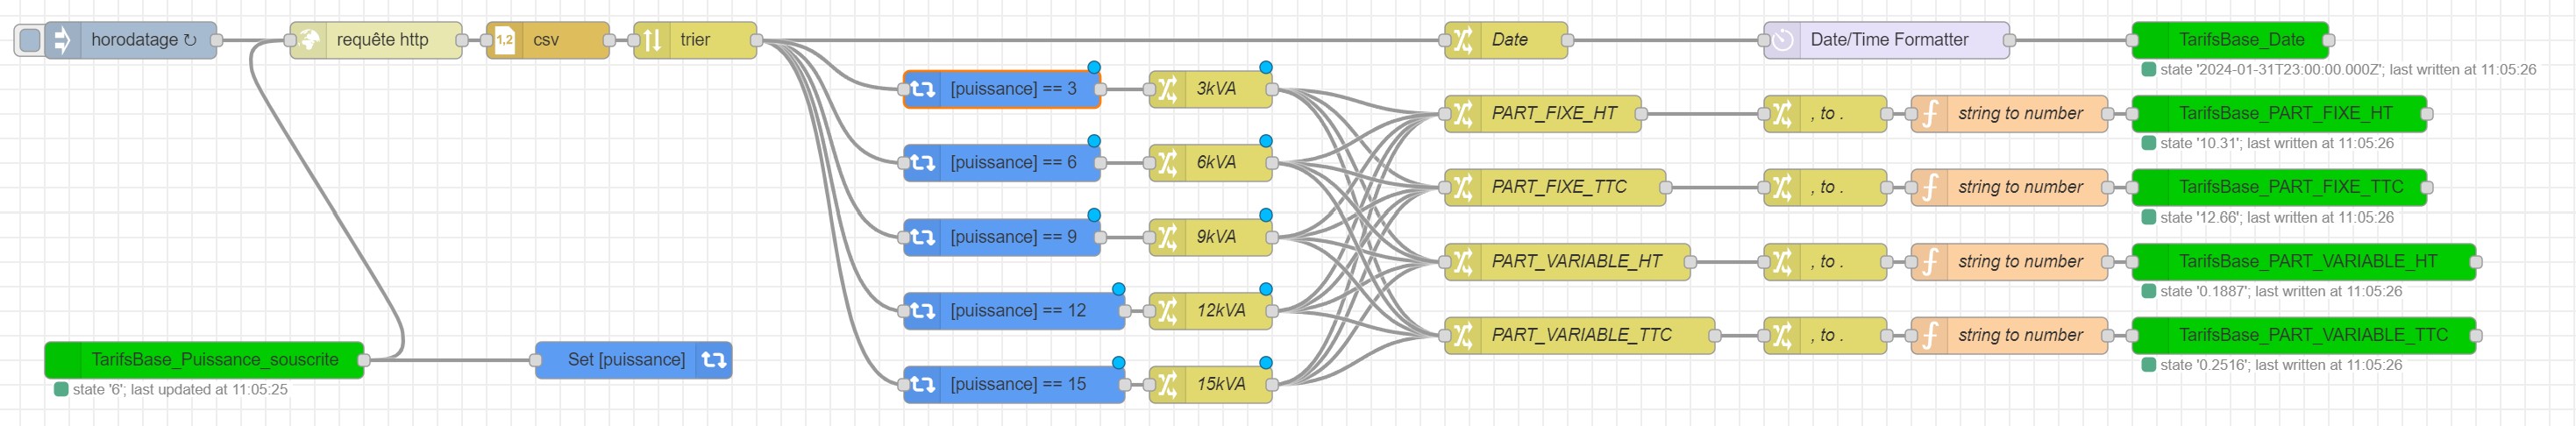 horodatage ↻
requête http
1,2
csv
trier
Date
Date/Time Formatter
TarifsBase_Date
state '2024-01-31T23:00:00.000Z'; last written at 11:05:26
[puissance] == 3
3kVA
PART_FIXE_HT
, to .
string to number
TarifsBase_PART_FIXE_HT
state '10.31'; last written at 11:05:26
[puissance] == 6
6kVA
PART_FIXE_TTC
, to .
string to number
TarifsBase_PART_FIXE_TTC
state '12.66'; last written at 11:05:26
[puissance] == 9
9kVA
PART_VARIABLE_HT
, to .
string to number
TarifsBase_PART_VARIABLE_HT
state '0.1887'; last written at 11:05:26
[puissance] == 12
12kVA
PART_VARIABLE_TTC
, to .
string to number
TarifsBase_PART_VARIABLE_TTC
state '0.2516'; last written at 11:05:26
TarifsBase_Puissance_souscrite
state '6'; last updated at 11:05:25
Set [puissance]
[puissance] == 15
15kVA